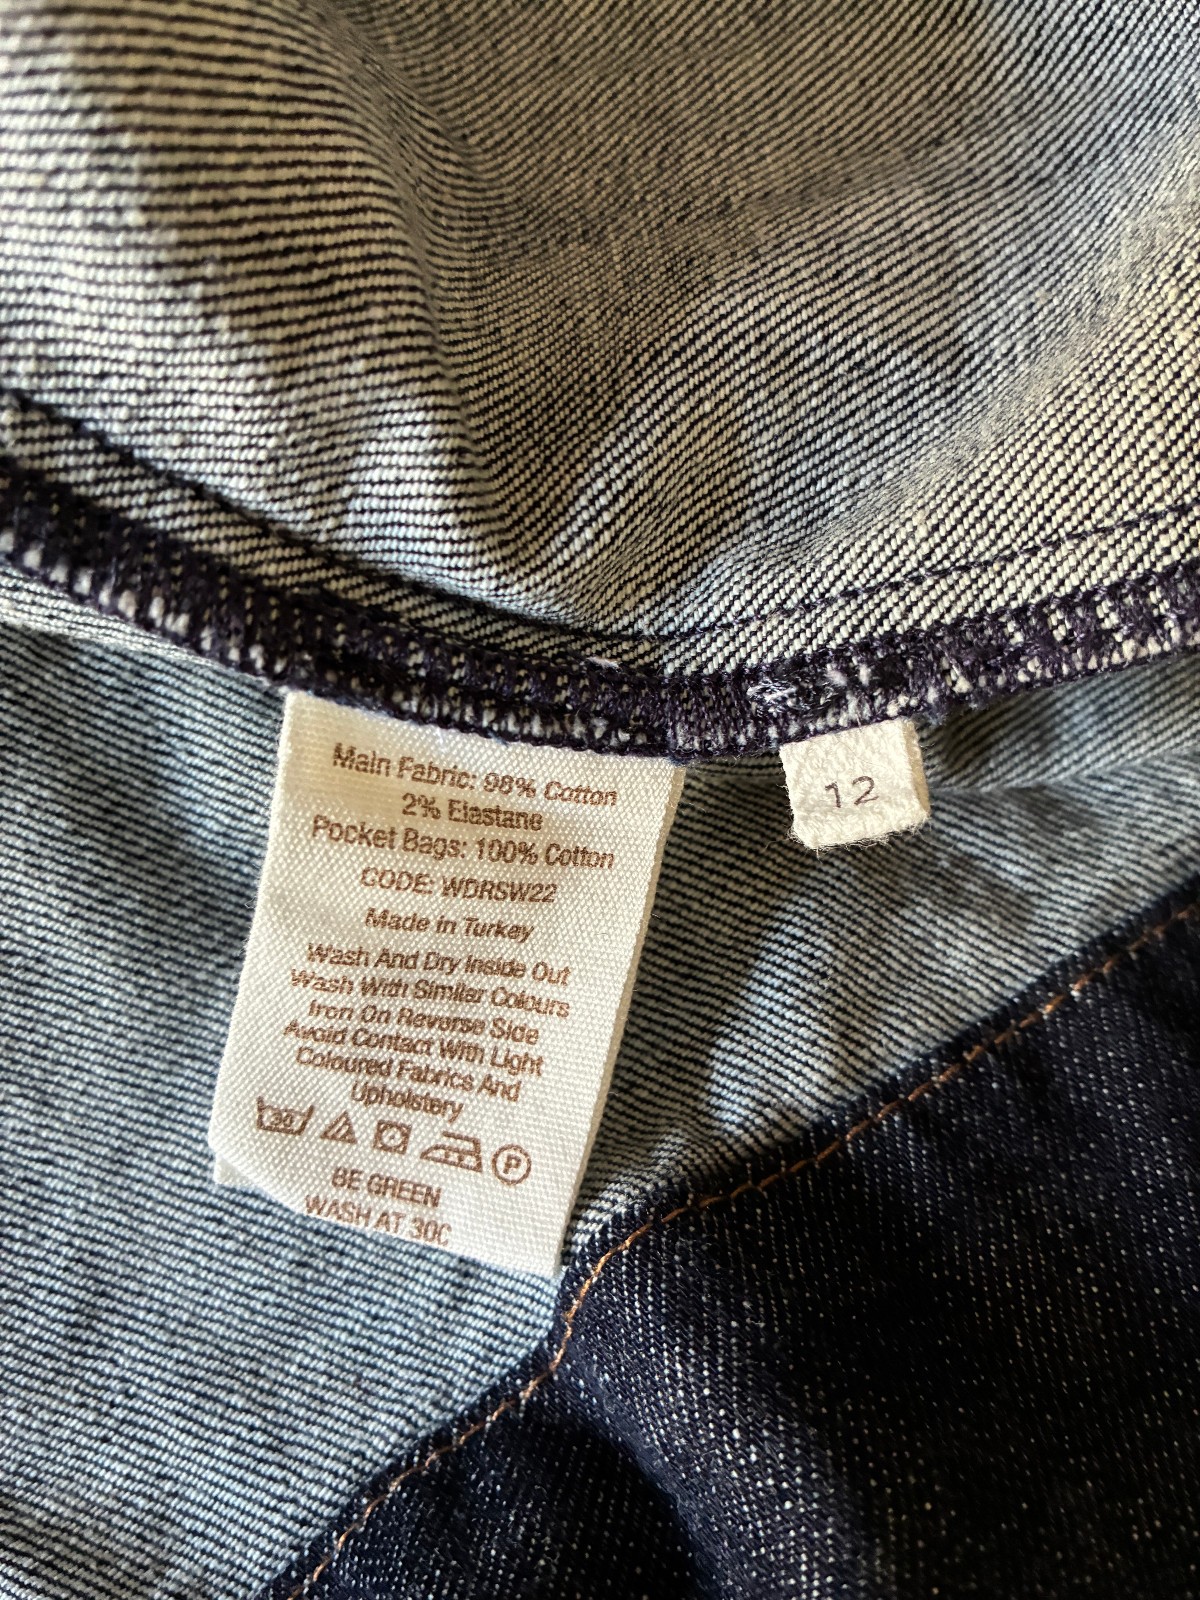 Main Fabric: 98% Cotton
2% Elastane
Pocket Bags: 100% Cotton
CODE: WDRSW22
Made in Turkey
Wash And Dry Inside Out
Wash With Similar Colours
Iron On Reverse Side
Avoid Contact With Light
Coloured Fabrics And
Upholstery
30
P
BE GREEN
WASH AT 30C
12